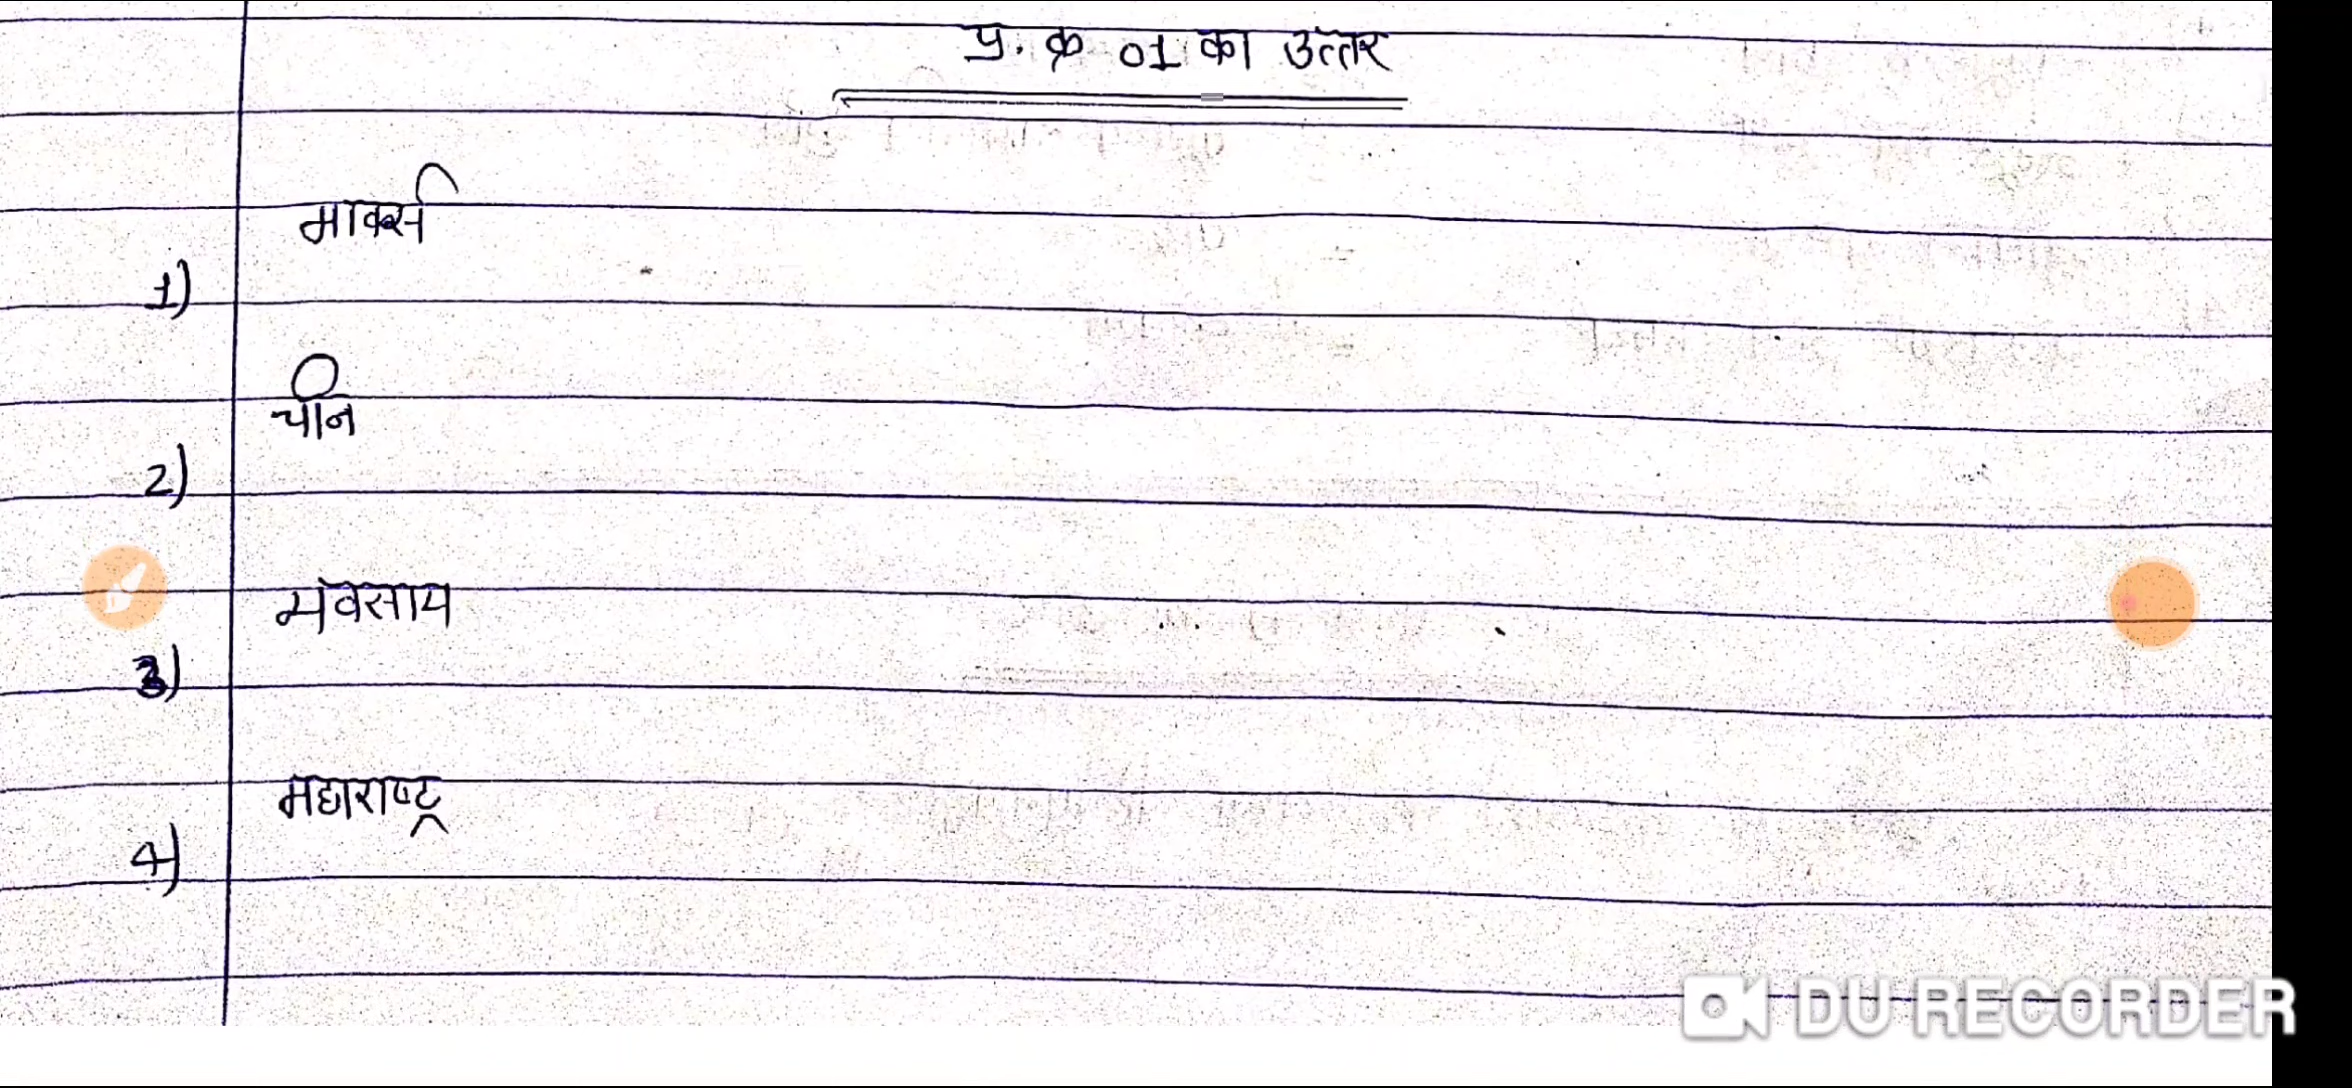 प्र. क्र 01 का उत्तर
मार्क्स
1)
चीन
2)
यवसाय
3)
महाराष्ट्र
4)
DU RECORDER